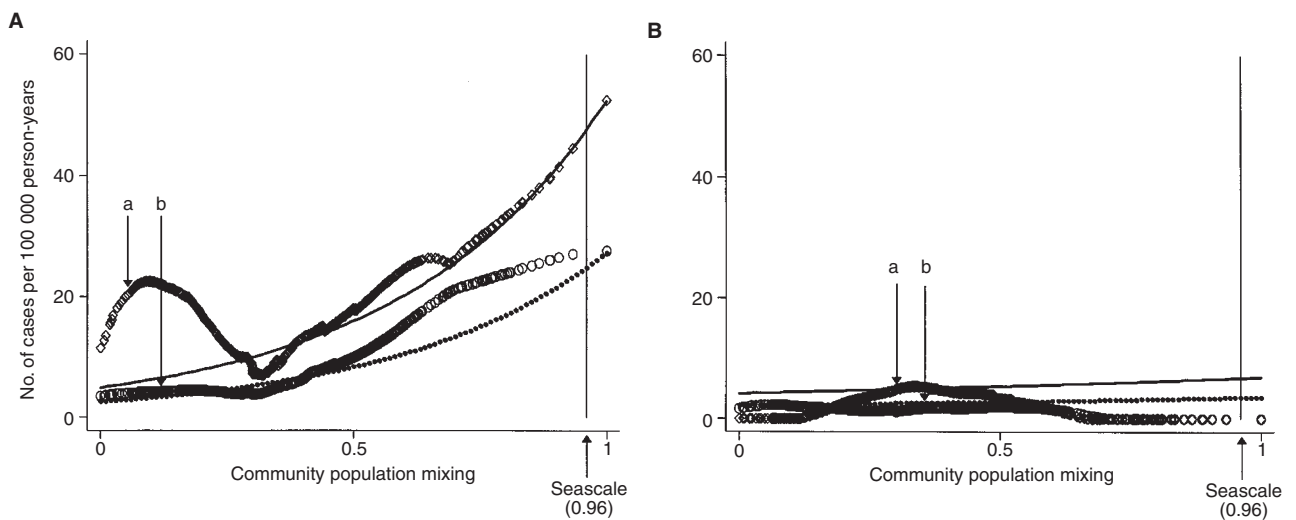 A
No. of cases per 100 000 person-years
60
40
20
0
a
b
0
0.5
1
Community population mixing
Seascale
(0.96)
B
60
40
20
0
a
b
0
0.5
1
Community population mixing
Seascale
(0.96)